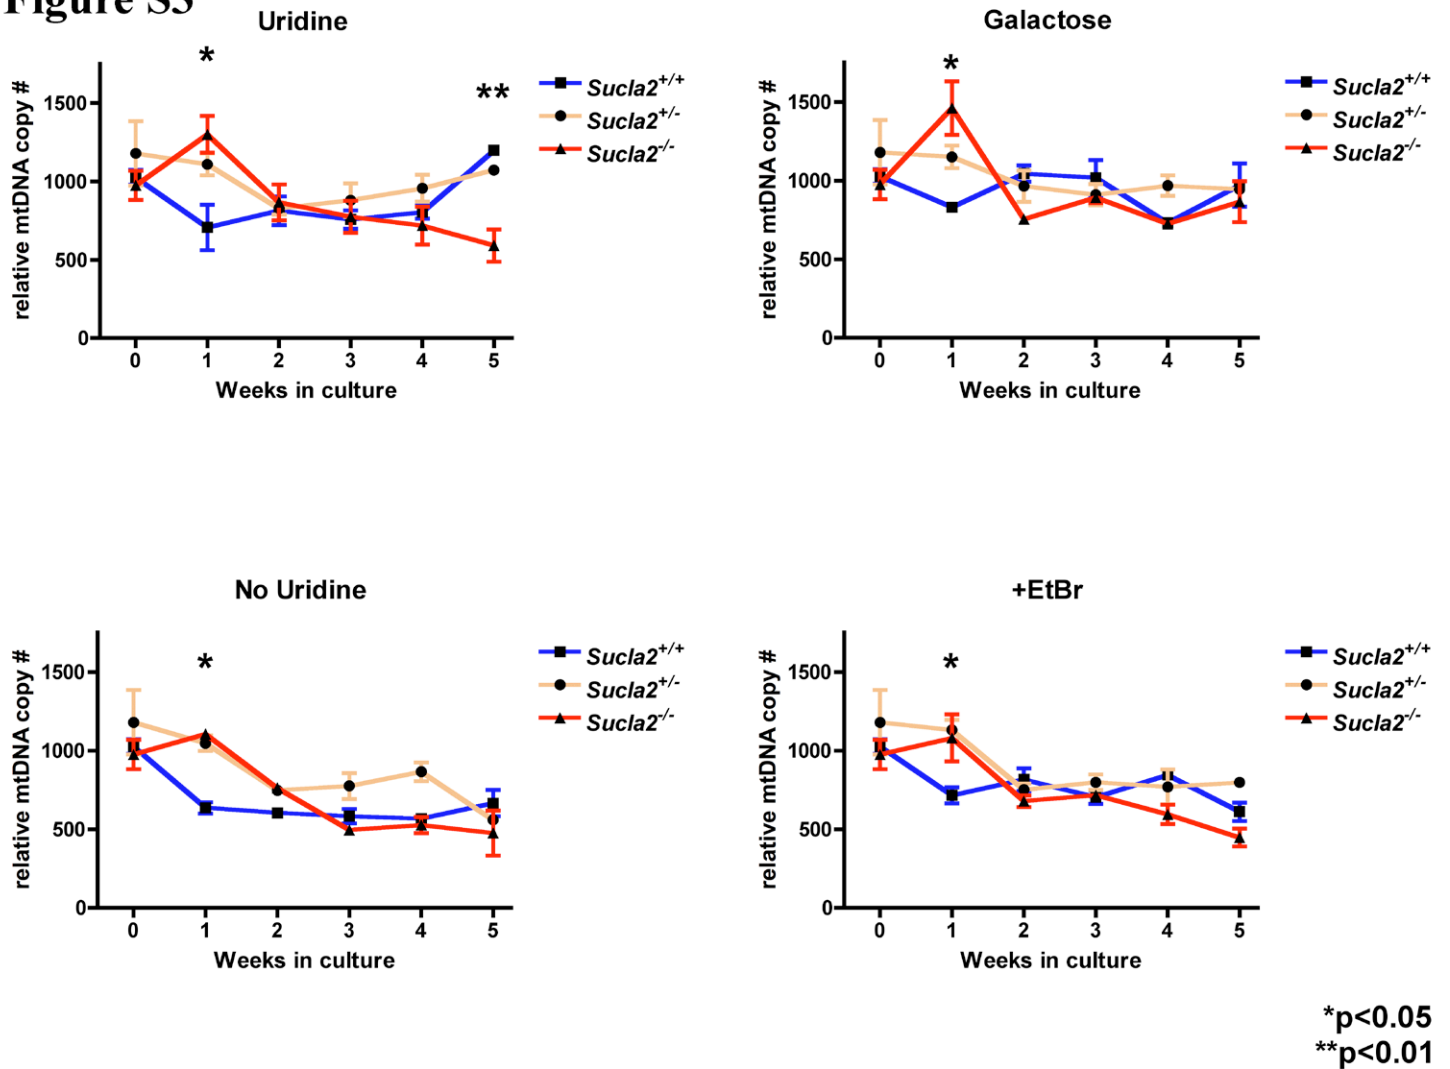 Figure S3
Uridine
*
**
relative mtDNA copy #
1500
1000
500
0
0 1 2 3 4 5
Weeks in culture
Sucla2+/+
Sucla2+/-
Sucla2-/-
Galactose
*
relative mtDNA copy #
1500
1000
500
0
0 1 2 3 4 5
Weeks in culture
Sucla2+/+
Sucla2+/-
Sucla2-/-
No Uridine
*
relative mtDNA copy #
1500
1000
500
0
0 1 2 3 4 5
Weeks in culture
Sucla2+/+
Sucla2+/-
Sucla2-/-
+EtBr
*
relative mtDNA copy #
1500
1000
500
0
0 1 2 3 4 5
Weeks in culture
Sucla2+/+
Sucla2+/-
Sucla2-/-
*p<0.05
**p<0.01